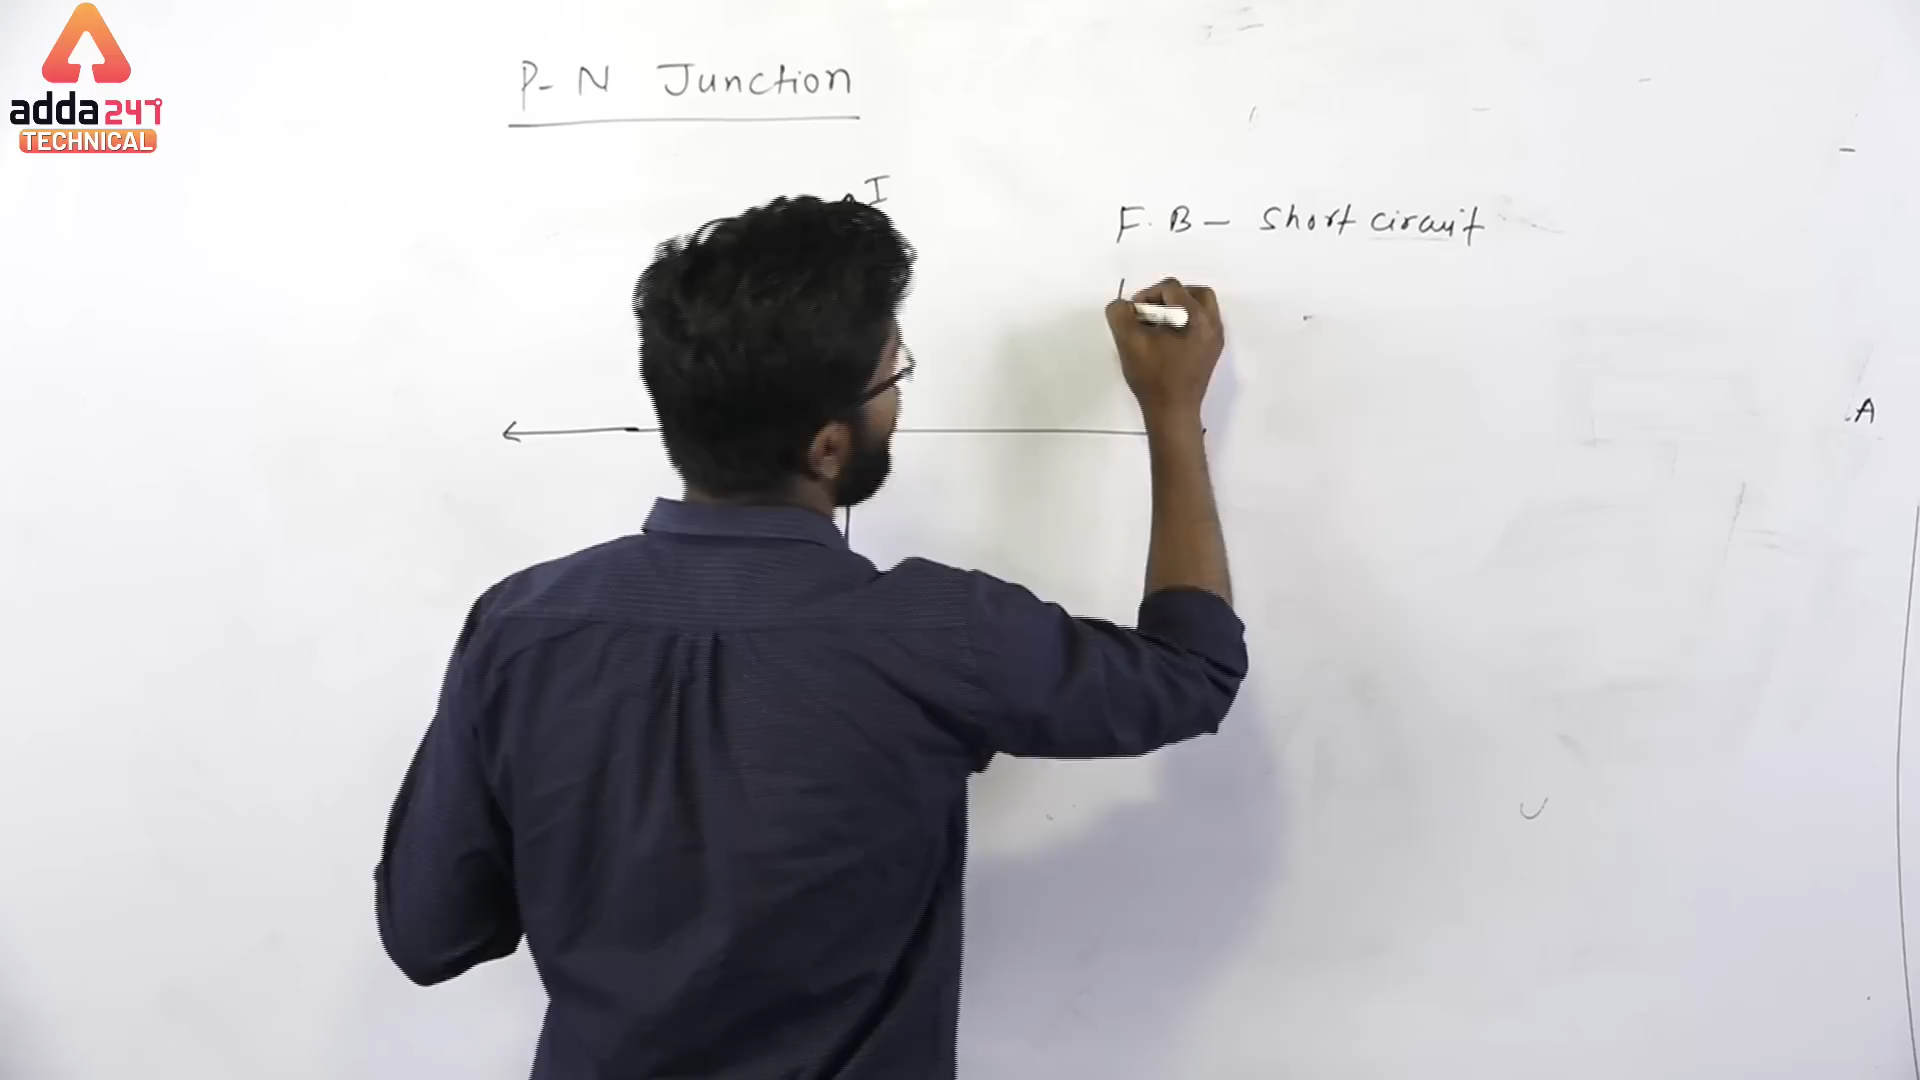 adda247
TECHNICAL
P-N Junction
I
F.B - Short circuit
A